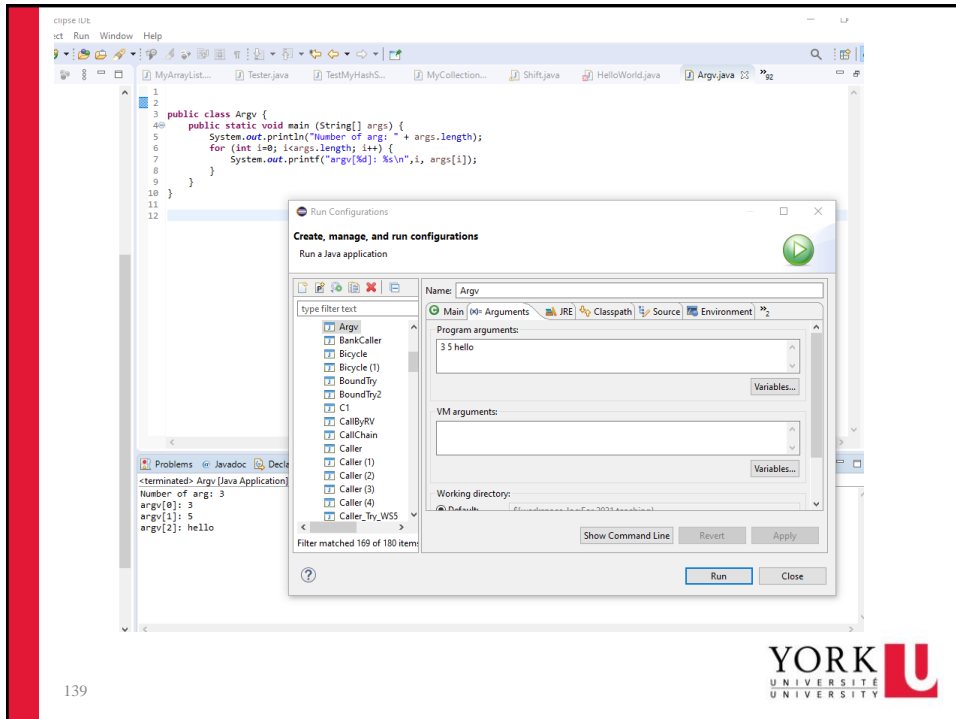 clipse IDE
ect Run Window Help
MyArrayList.... Tester.java TestMyHashS... MyCollection... Shift.java HelloWorld.java Argv.java »92
1
2
3 public class Argv {
4 public static void main (String[] args) {
5 System.out.println("Number of arg: " + args.length);
6 for (int i=0; i<args.length; i++) {
7 System.out.printf("argv[%d]: %s\n",i, args[i]);
8 }
9 }
10 }
11
12
Run Configurations
Create, manage, and run configurations
Run a Java application
type filter text
Argv
BankCaller
Bicycle
Bicycle (1)
BoundTry
BoundTry2
C1
CallByRV
CallChain
Caller
Caller (1)
Caller (2)
Caller (3)
Caller (4)
Caller_Try_WS5
Filter matched 169 of 180 items
Name: Argv
Main (x)= Arguments JRE Classpath Source Environment »2
Program arguments:
3 5 hello
Variables...
VM arguments:
Variables...
Working directory:
Default:
Show Command Line Revert Apply
Run Close
Problems @ Javadoc Decla
<terminated> Argv [Java Application]
Number of arg: 3
argv[0]: 3
argv[1]: 5
argv[2]: hello
139
YORK U
UNIVERSITÉ
UNIVERSITY